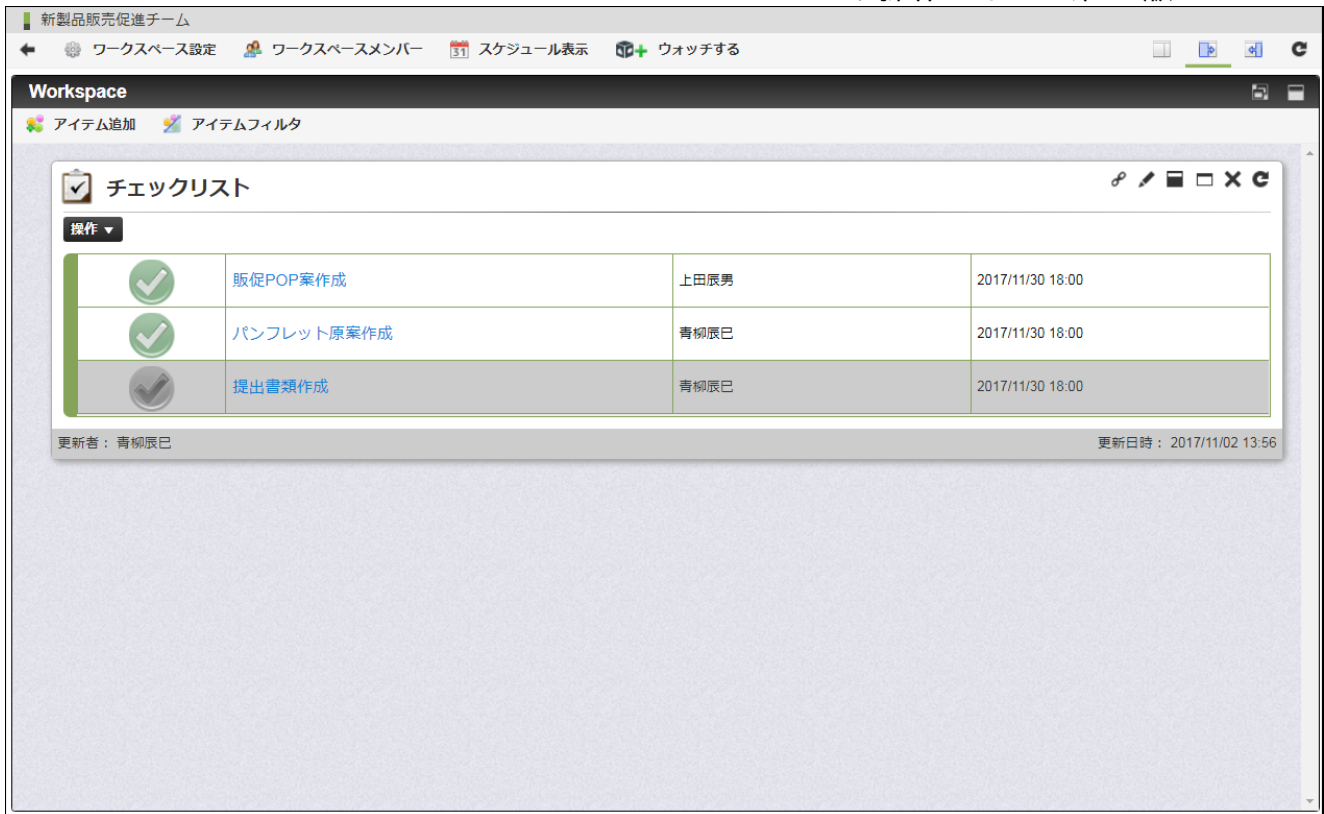 新製品販売促進チーム
ワークスペース設定 ワークスペースメンバー 31 スケジュール表示 ウォッチする
Workspace
アイテム追加 アイテムフィルタ
チェックリスト
操作 ▼
販促POP案作成 上田辰男 2017/11/30 18:00
パンフレット原案作成 青柳辰巳 2017/11/30 18:00
提出書類作成 青柳辰巳 2017/11/30 18:00
更新者： 青柳辰巳 更新日時： 2017/11/02 13:56